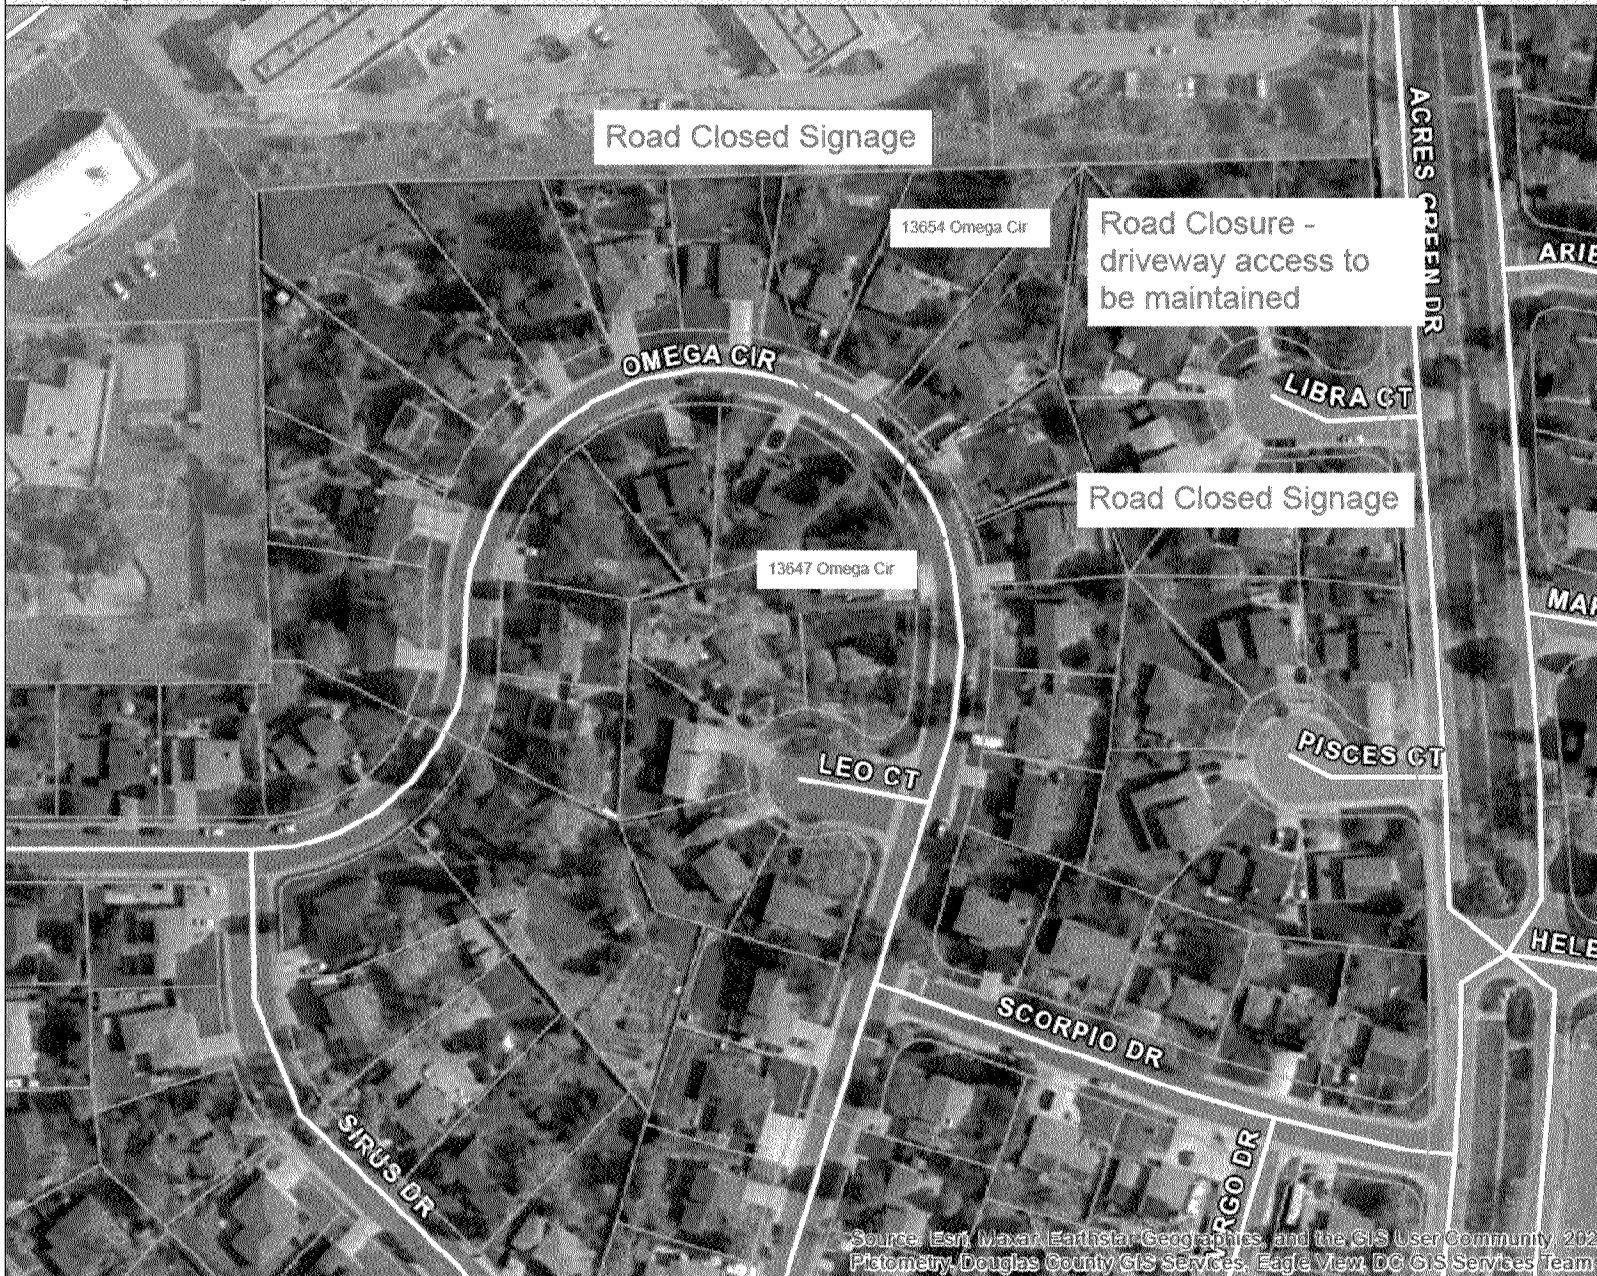 Road Closed Signage
ACRES GREEN DR
13654 Omega Cir
Road Closure -
driveway access to
be maintained
ARIE
OMEGA CIR
LIBRA CT
Road Closed Signage
13647 Omega Cir
MAR
LEO CT
PISCES CT
HELE
SCORPIO DR
SIRUS DR
VIRGO DR
Source: Esri, Maxar, Earthstar Geographics, and the GIS User Community, 202
Pictometry, Douglas County GIS Services, Eagle View, DC GIS Services Team